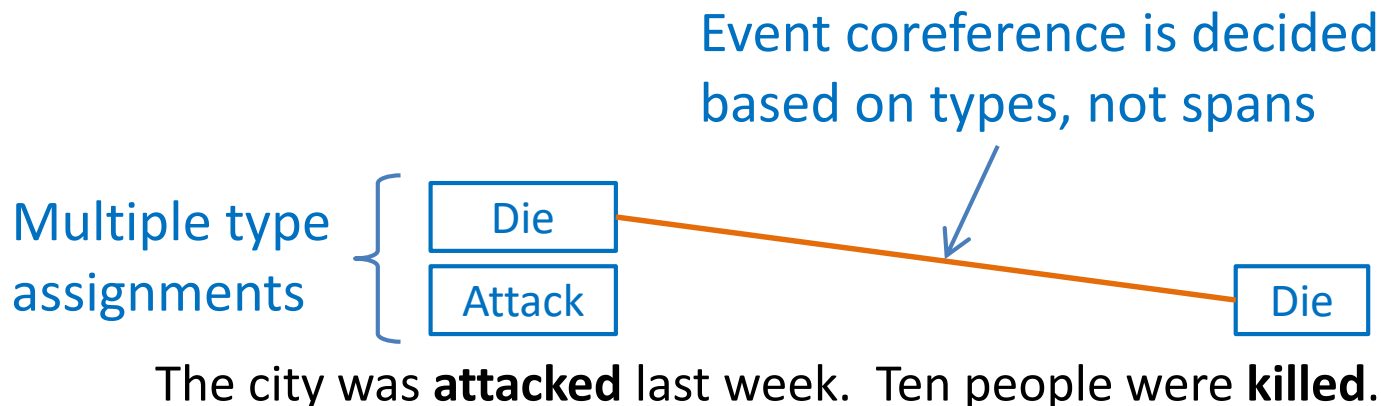 Event coreference is decided
based on types, not spans
Multiple type
assignments
Die
Attack
Die
The city was attacked last week. Ten people were killed.